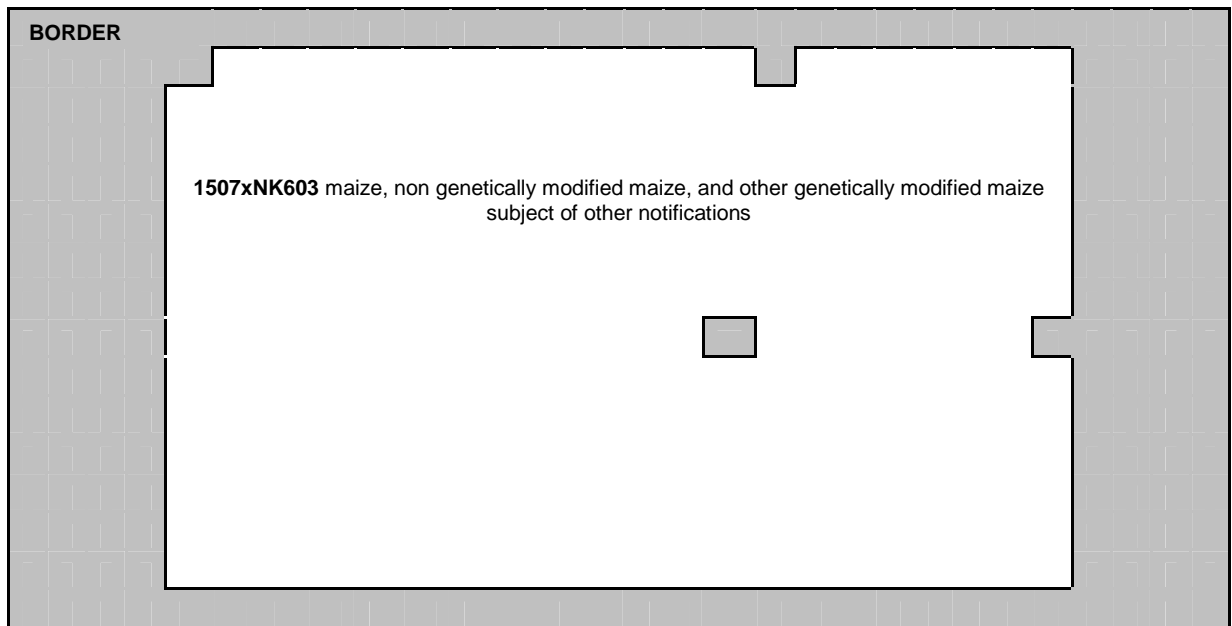 BORDER
1507xNK603 maize, non genetically modified maize, and other genetically modified maize
subject of other notifications